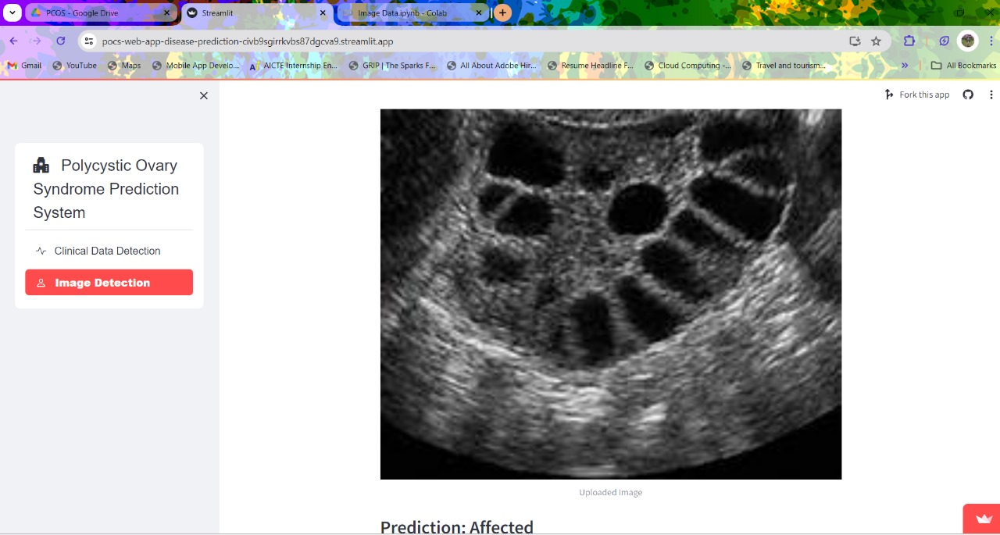 PCOS - Google Drive
Streamlit
Image Data.ipynb - Colab
pocs-web-app-disease-prediction-civb9sgirrkvbs87dgcva9.streamlit.app
Gmail
YouTube
Maps
Mobile App Develo...
AICTE Internship En...
GRIP | The Sparks F...
All About Adobe Hir...
Resume Headline F...
Cloud Computing -...
Travel and tourism...
All Bookmarks
Fork this app
Polycystic Ovary
Syndrome Prediction
System
Clinical Data Detection
Image Detection
Uploaded Image
Prediction: Affected